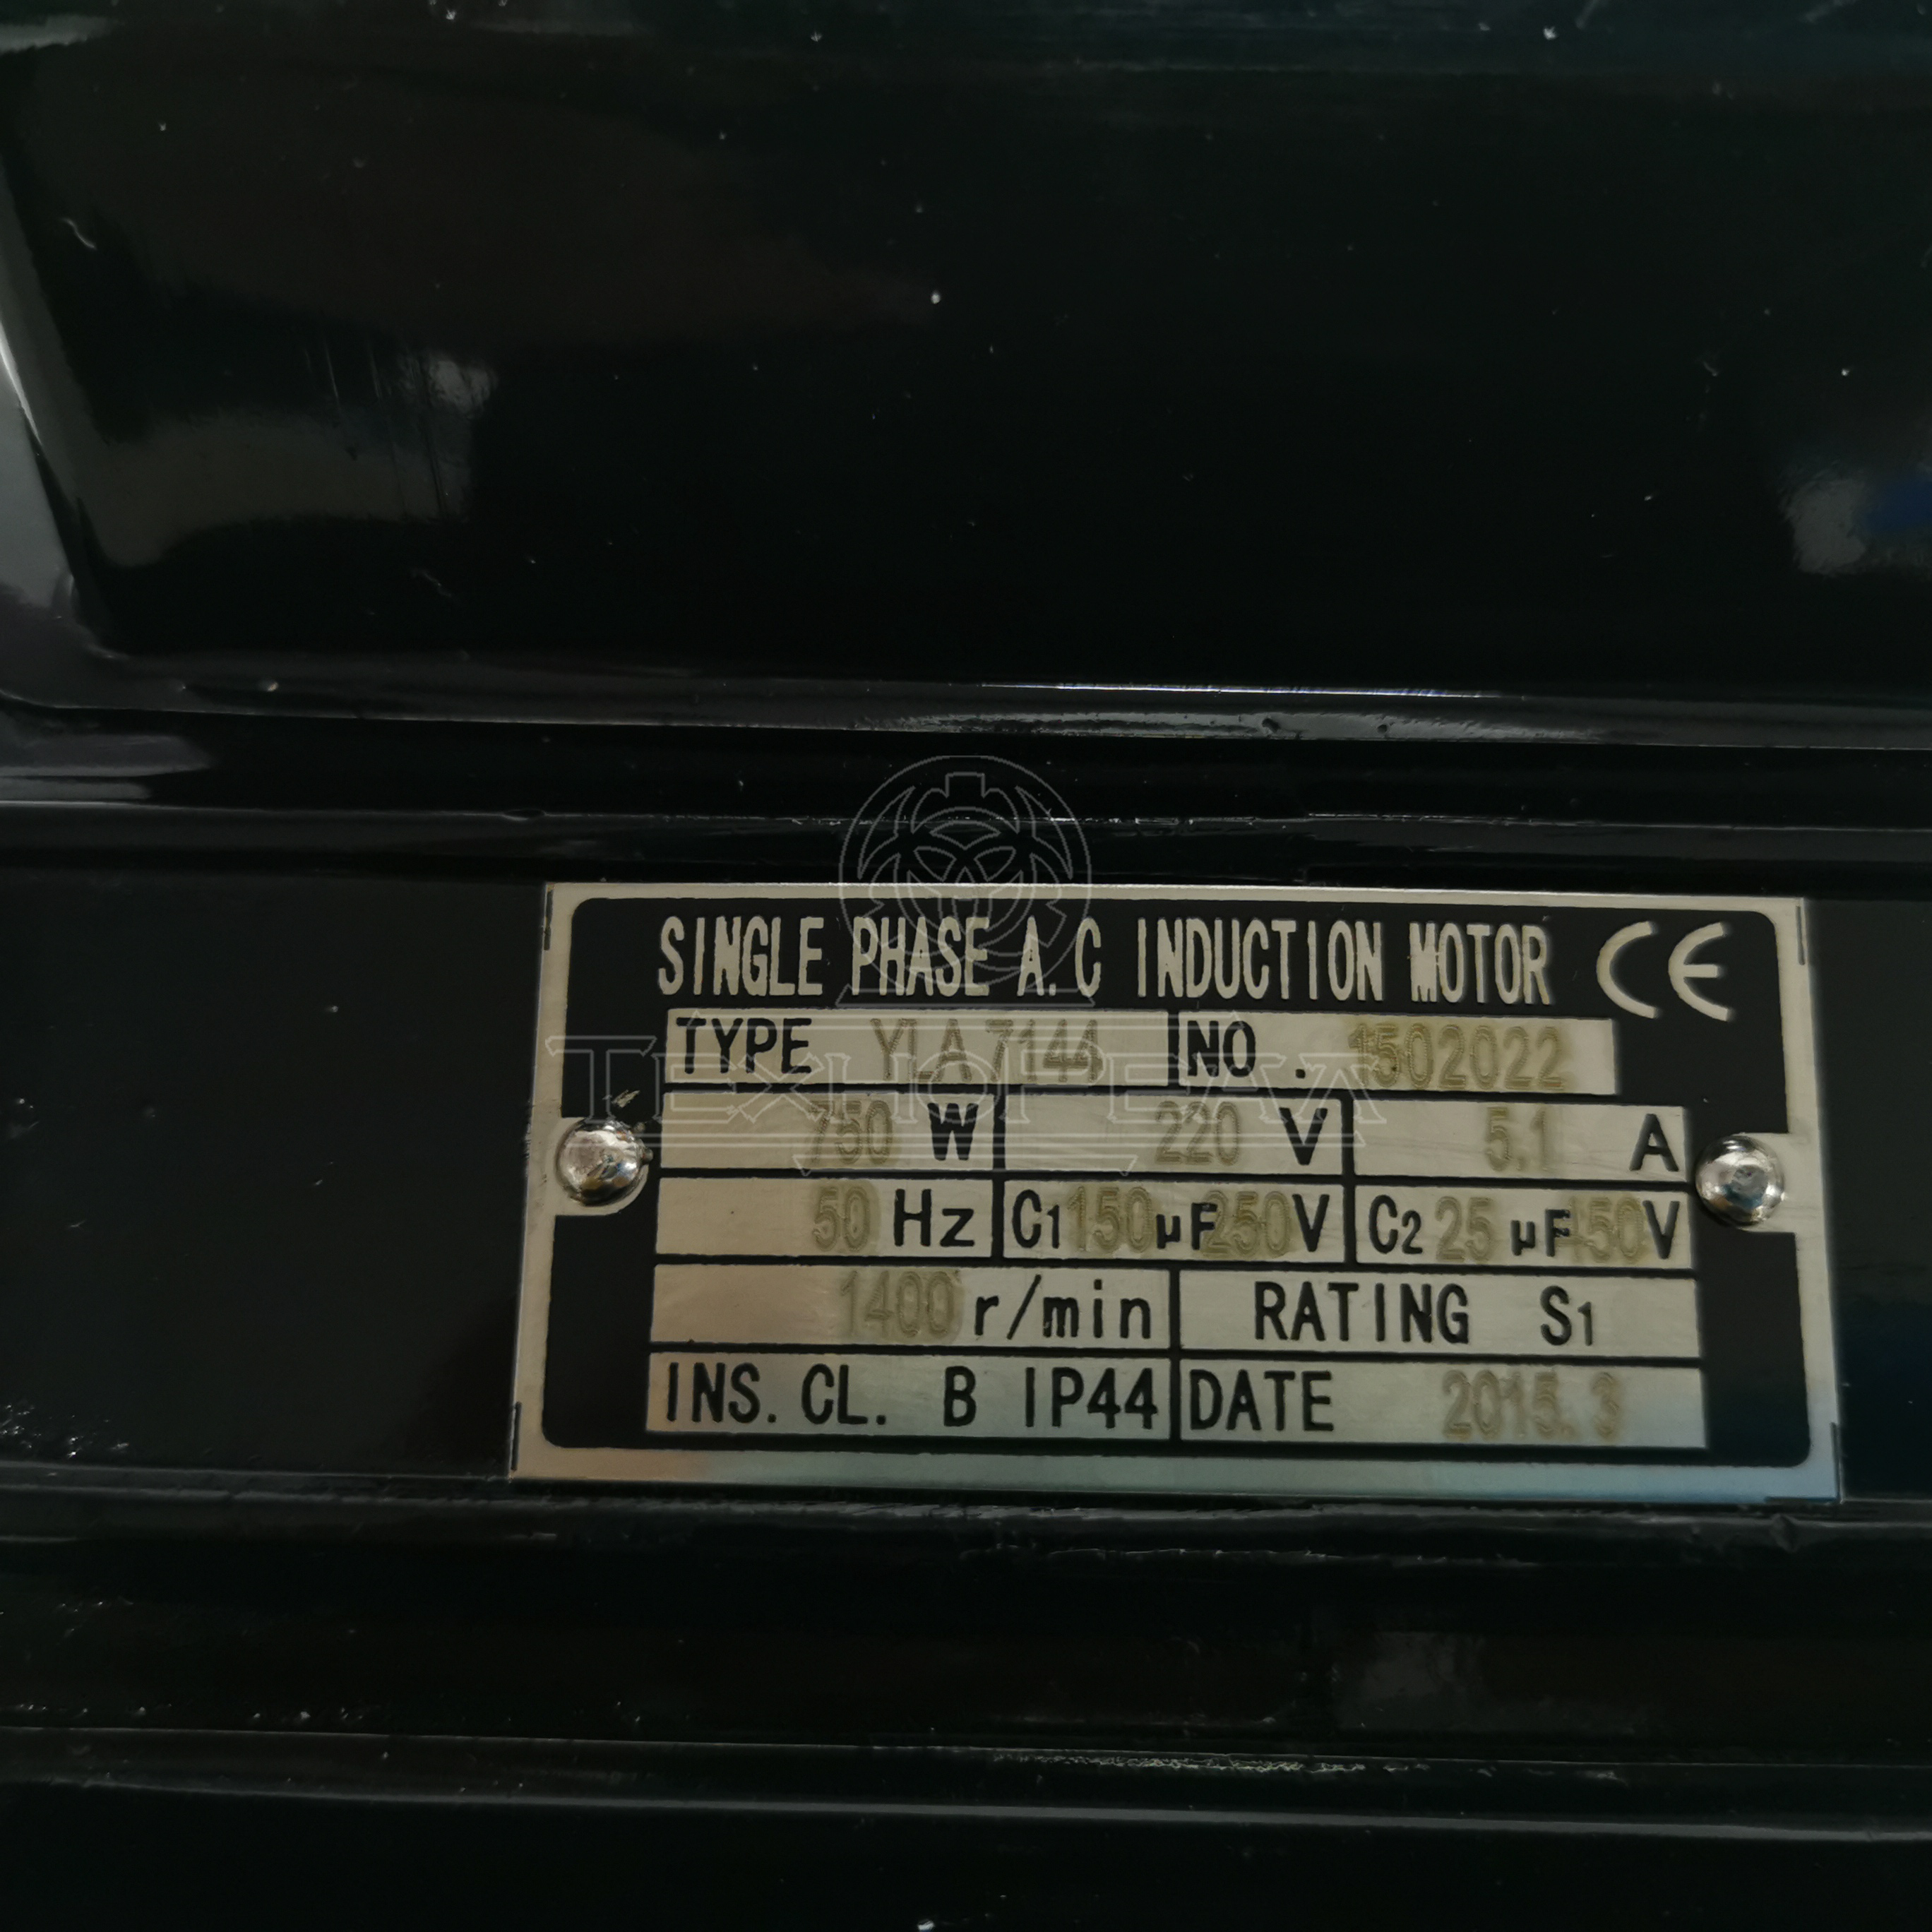 SINGLE PHASE A.C INDUCTION MOTOR CE
TYPE YLA7144 NO. 1502022
750 W 220 V 5.1 A
50 Hz C1 150 µF 250 V C2 25 µF 450 V
1400 r/min RATING S1
INS. CL. B IP44 DATE 2015.3
ТЕХНОРЕАЛ